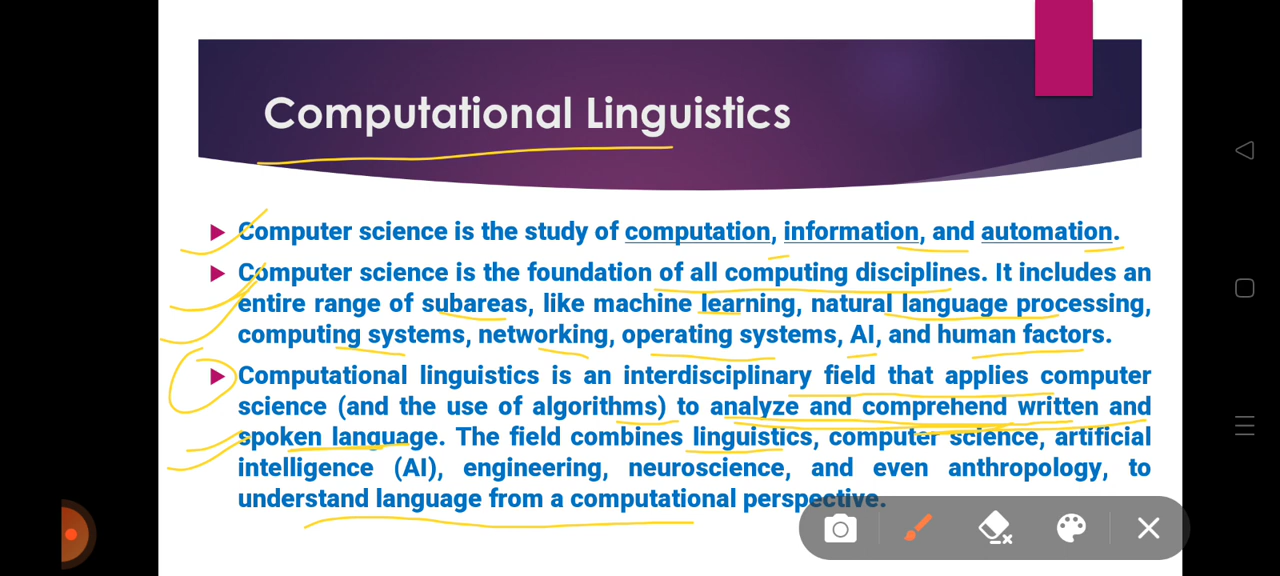 Computational Linguistics
Computer science is the study of computation, information, and automation.
Computer science is the foundation of all computing disciplines. It includes an
entire range of subareas, like machine learning, natural language processing,
computing systems, networking, operating systems, AI, and human factors.
Computational linguistics is an interdisciplinary field that applies computer
science (and the use of algorithms) to analyze and comprehend written and
spoken language. The field combines linguistics, computer science, artificial
intelligence (AI), engineering, neuroscience, and even anthropology, to
understand language from a computational perspective.